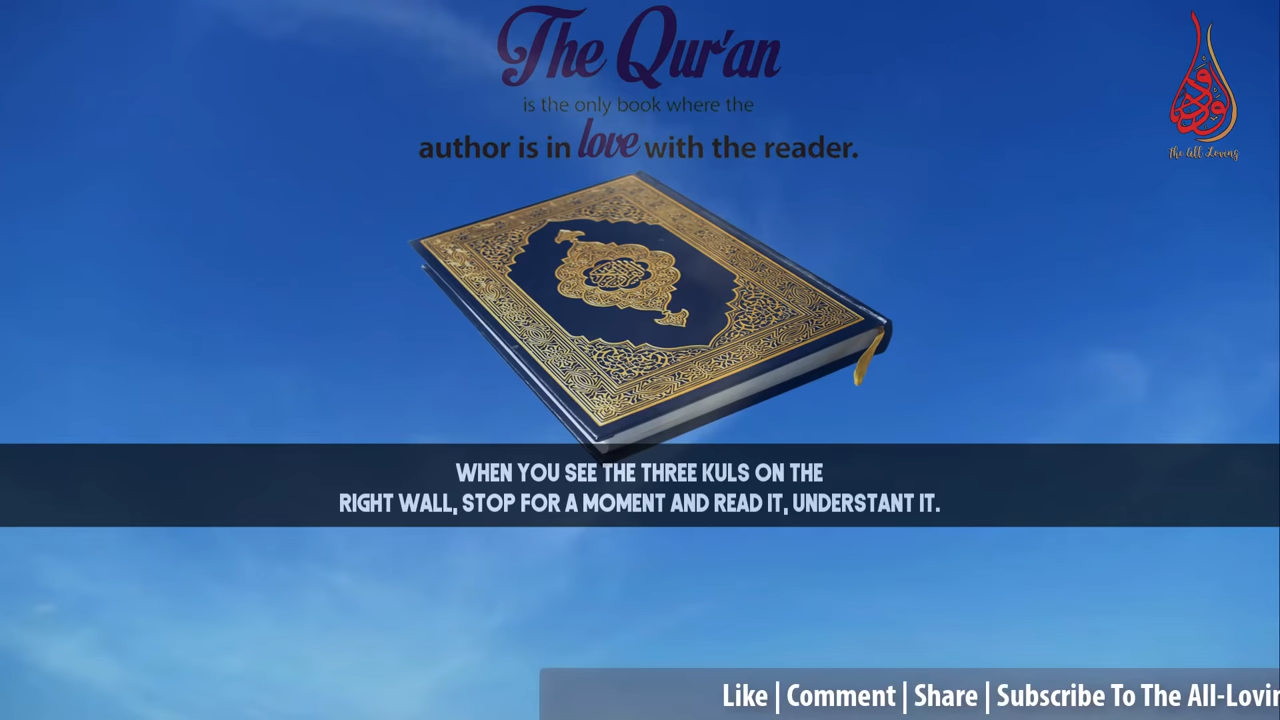 The Qur'an
is the only book where the
author is in love with the reader.
The All Loving
WHEN YOU SEE THE THREE KULS ON THE
RIGHT WALL, STOP FOR A MOMENT AND READ IT, UNDERSTANT IT.
Like | Comment | Share | Subscribe To The All-Lovin